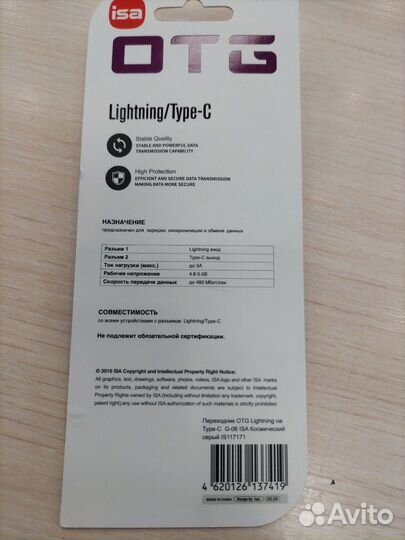 isa
OTG
Lightning/Type-C
Stable Quality
STABLE AND POWERFUL DATA
TRANSMISSION CAPABILITY
High Protection
EFFICIENT AND SECURE DATA TRANSMISSION
MAKING DATA MORE SECURE
НАЗНАЧЕНИЕ
предназначен для зарядки, синхронизации и обмена данных
Разъем 1 Lightning вход
Разъем 2 Type-C выход
Ток нагрузки (макс.) до 3А
Рабочее напряжение 4.8-5.5В
Скорость передачи данных до 480 Мбит/сек
СОВМЕСТИМОСТЬ
со всеми устройствами с разъемом Lightning/Type-C
Не подлежит обязательной сертификации.
© 2019 ISA Copyright and Intellectual Property Right Notice:
All graphics, text, drawings, software, photos, videos, ISA logo and other ISA marks
on its products, packaging and related documents are subject to Intellectual
Property Rights owned by ISA (including without limitation any trademark, copyright,
patent right), any use without ISA authorization of such marks is strictly prohibited.
Переходник OTG Lightning на
Type-C G-06 ISA Космический
серый IS117171
4 620126 137419
MADE IN CHINA Designby isa
Avito